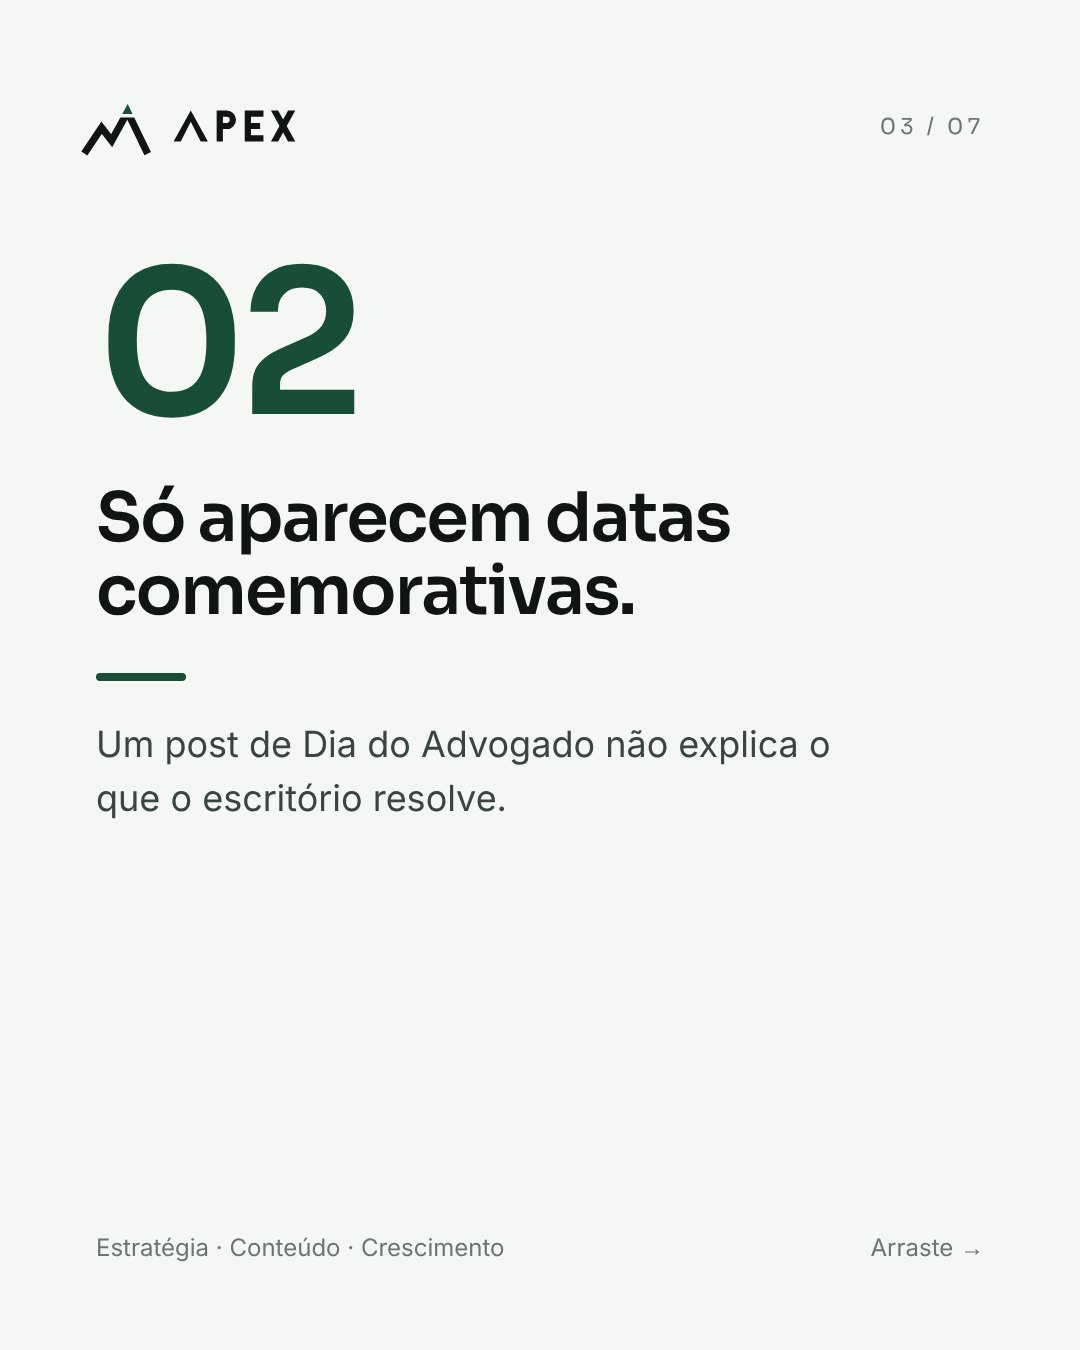 APEX
03 / 07
02
Só aparecem datas
comemorativas.
Um post de Dia do Advogado não explica o
que o escritório resolve.
Estratégia · Conteúdo · Crescimento
Arraste →